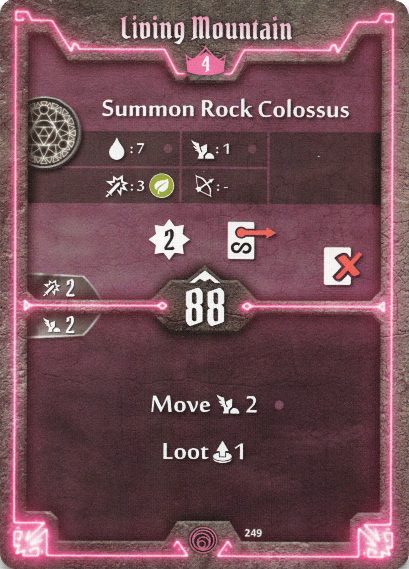 Living Mountain
4
Summon Rock Colossus
:7 :1 -
:3 :-
2
2
88
2
Move 2
Loot 1
249